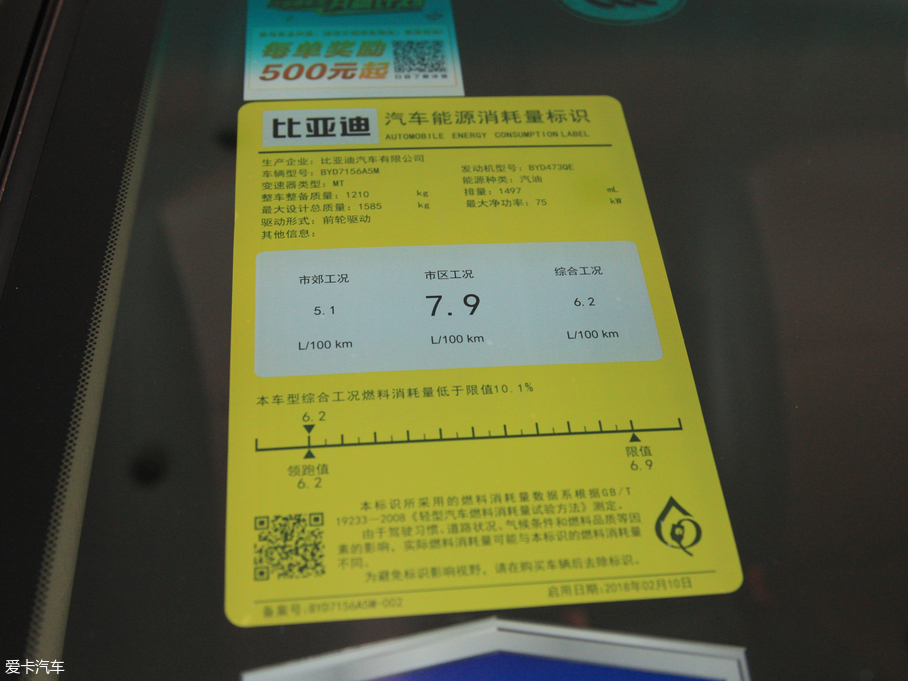 每单奖励
500元起
比亚迪
汽车能源消耗量标识
AUTOMOBILE ENERGY CONSUMPTION LABEL
生产企业：比亚迪汽车有限公司
车辆型号：BYD7156ASM
发动机型号：BYD473QE
变速器类型：MT
能源种类：汽油
整车整备质量：1210 kg
排量：1497 mL
最大设计总质量：1585 kg
最大净功率：75 kW
驱动形式：前轮驱动
其他信息：
市郊工况 市区工况 综合工况
5.1 7.9 6.2
L/100 km L/100 km L/100 km
本车型综合工况燃料消耗量低于限值10.1%
6.2
领跑值 限值
6.2 6.9
本标识所采用的燃料消耗量数据系根据GB/T
19233-2008《轻型汽车燃料消耗量试验方法》测定。
由于驾驶习惯、道路状况、气候条件和燃料品质等因
素的影响，实际燃料消耗量可能与本标识的燃料消耗量
不同。
为避免标识影响视野，请在购买车辆后去除标识。
备案号：BYD7156ASM-002
启用日期：2018年02月10日
爱卡汽车